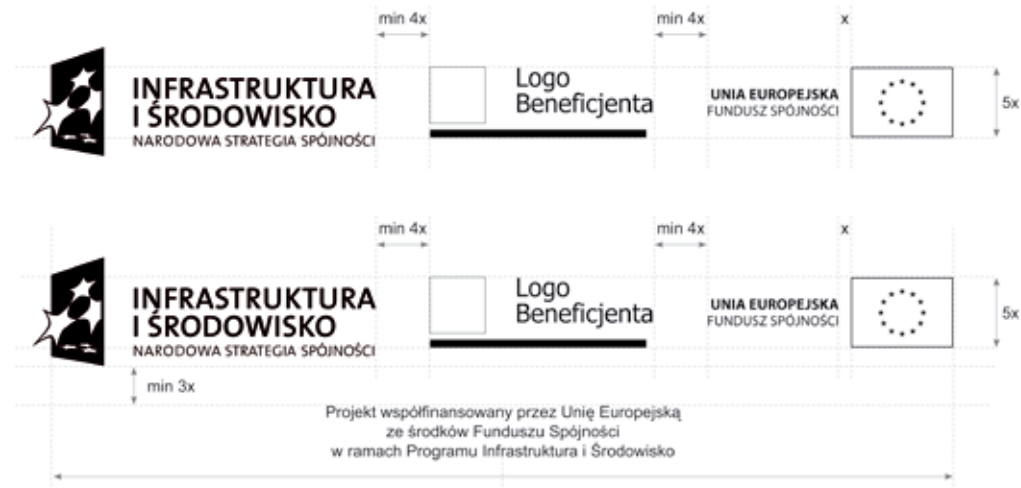 min 4x
min 4x
x
INFRASTRUKTURA
I ŚRODOWISKO
NARODOWA STRATEGIA SPÓJNOŚCI
Logo
Beneficjenta
UNIA EUROPEJSKA
FUNDUSZ SPÓJNOŚCI
5x
min 4x
min 4x
x
INFRASTRUKTURA
I ŚRODOWISKO
NARODOWA STRATEGIA SPÓJNOŚCI
Logo
Beneficjenta
UNIA EUROPEJSKA
FUNDUSZ SPÓJNOŚCI
5x
min 3x
Projekt współfinansowany przez Unię Europejską
ze środków Funduszu Spójności
w ramach Programu Infrastruktura i Środowisko